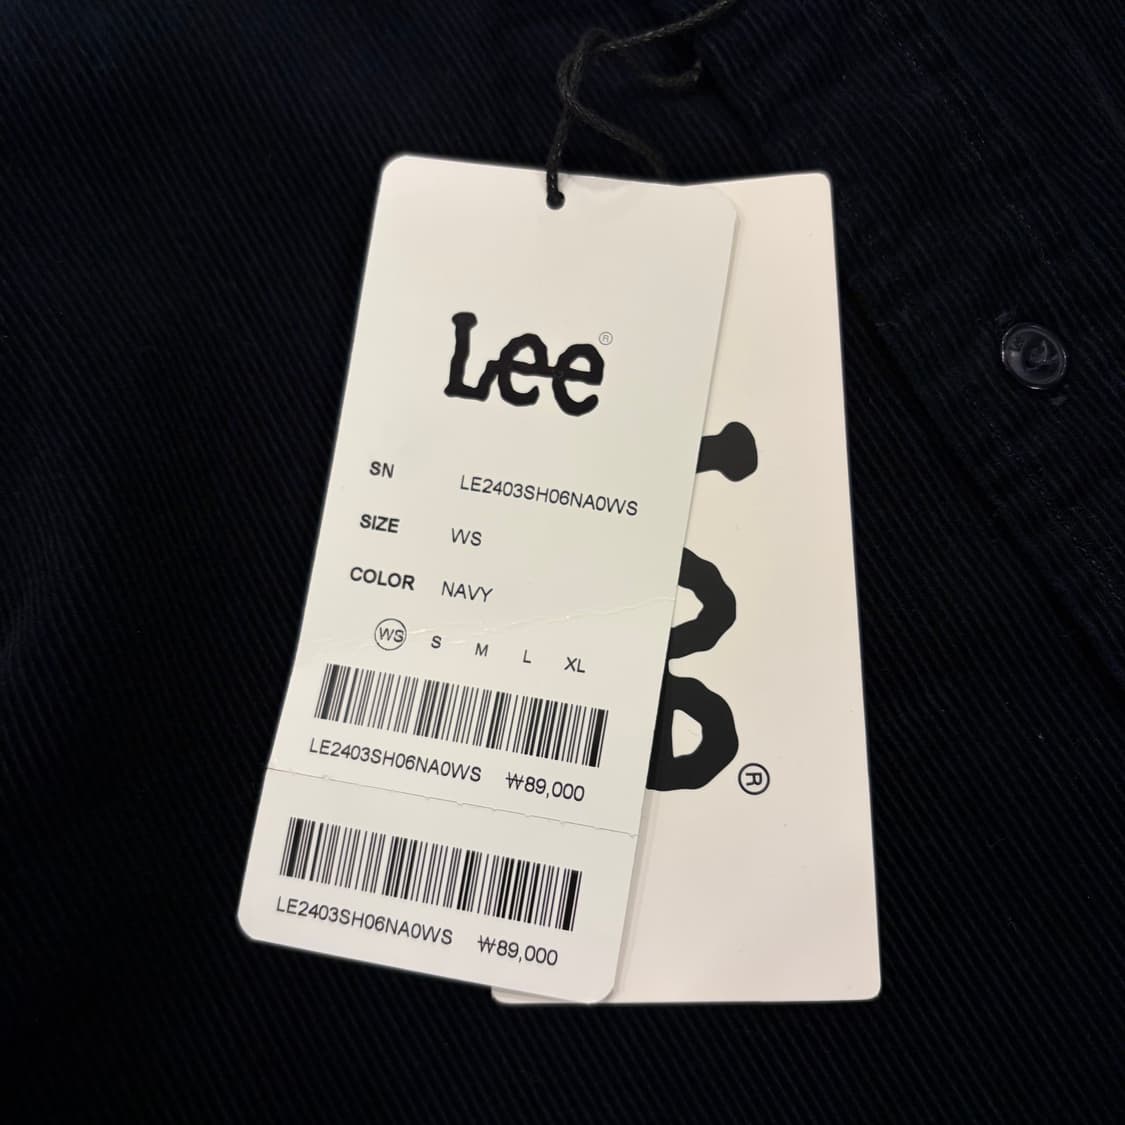 Lee®
SN LE2403SH06NA0WS
SIZE WS
COLOR NAVY
WS S M L XL
LE2403SH06NA0WS ₩89,000
LE2403SH06NA0WS ₩89,000
®